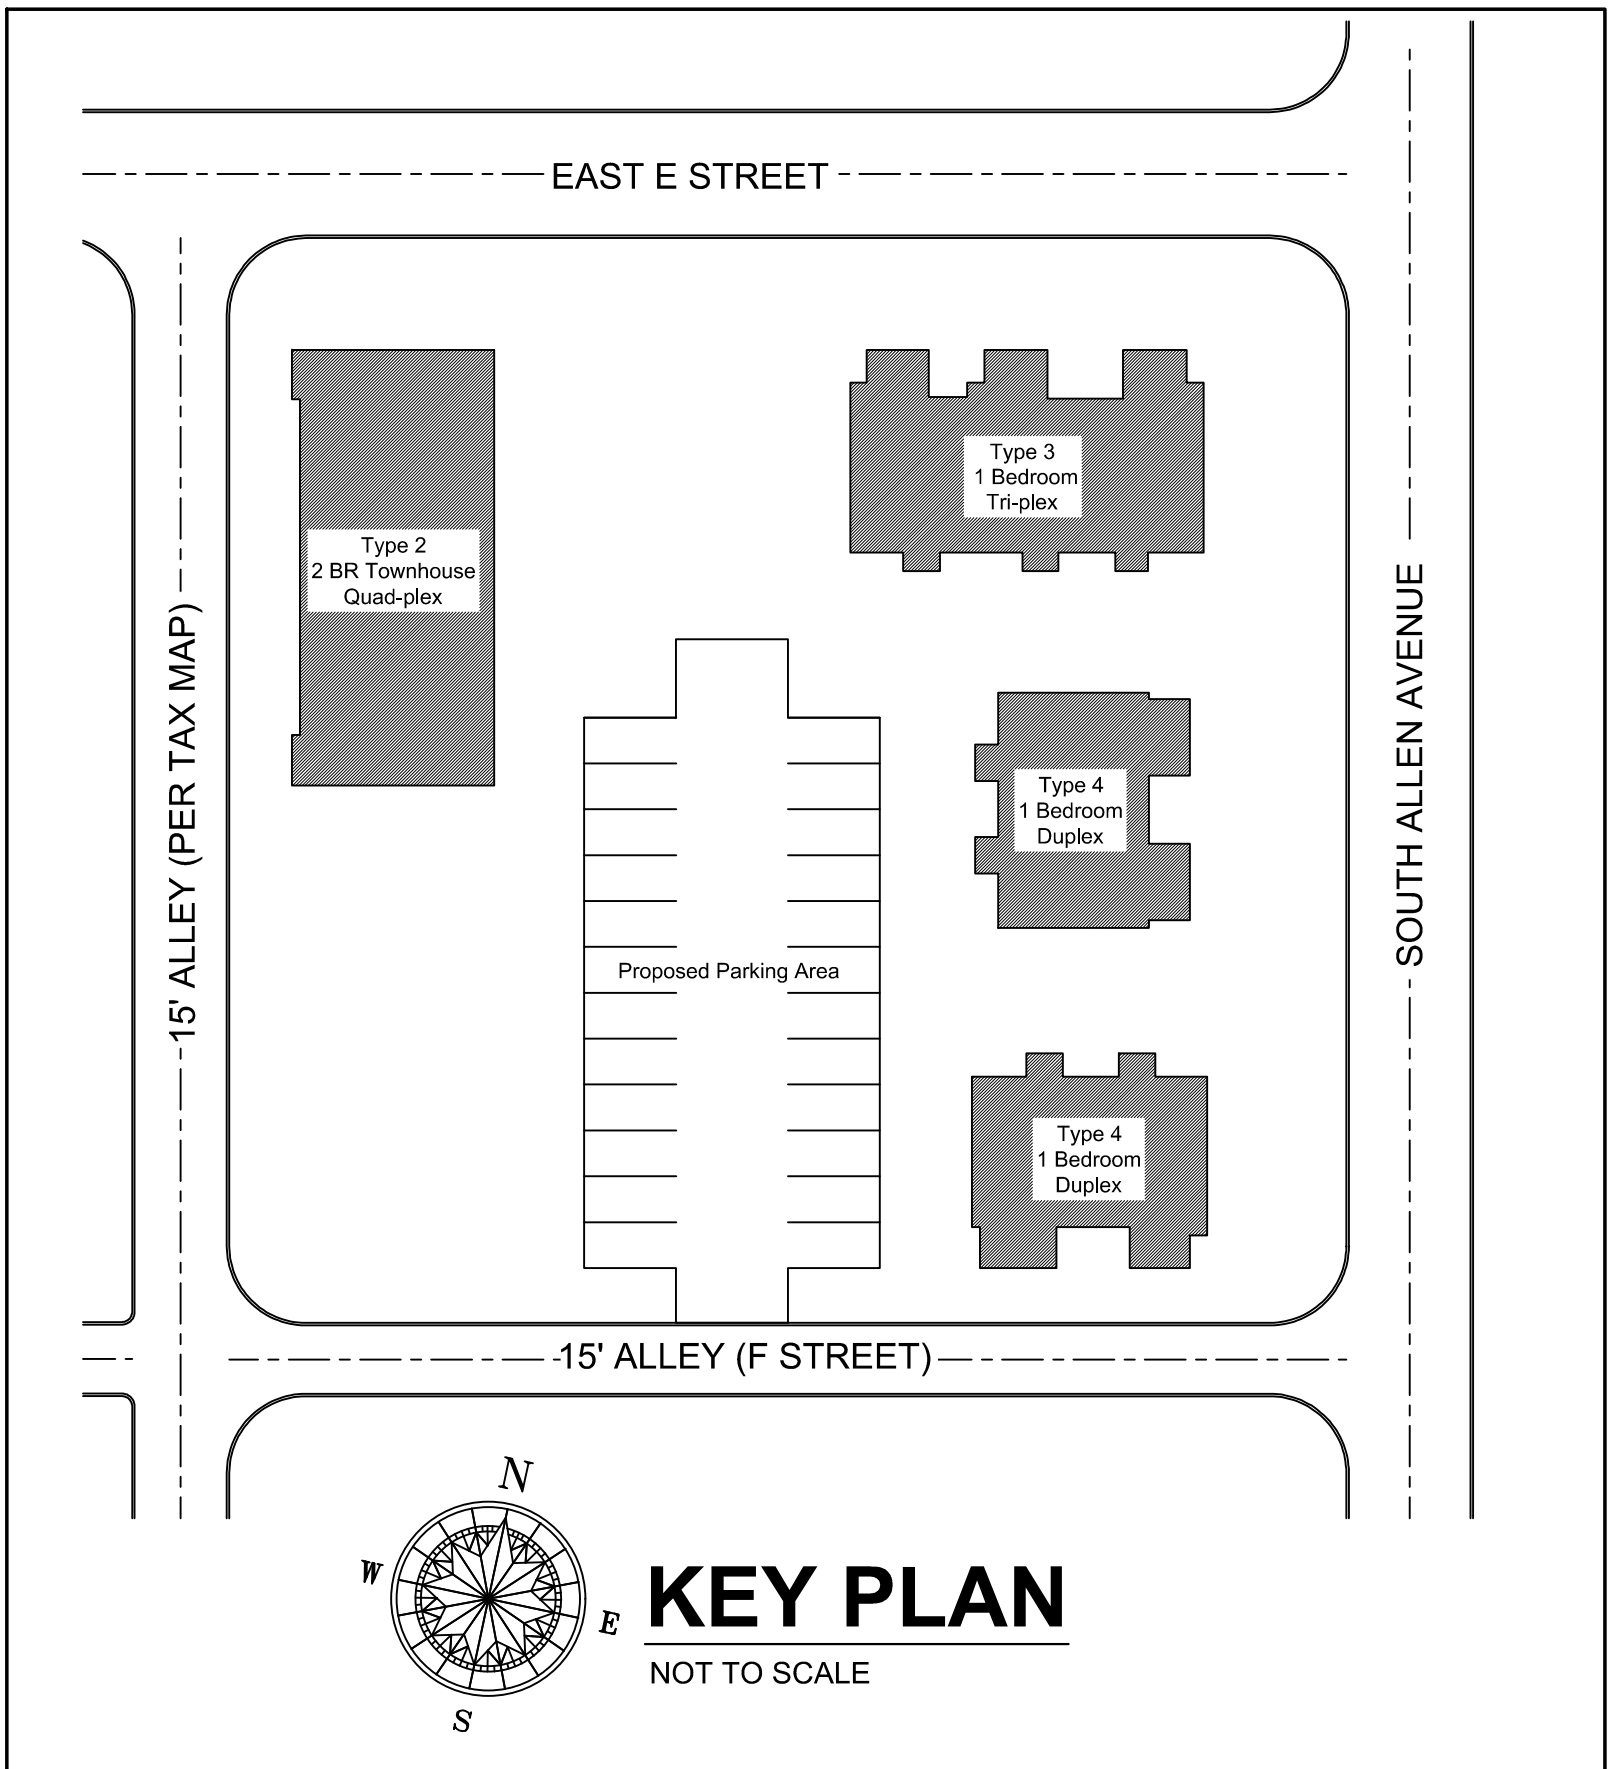 EAST E STREET
Type 3
1 Bedroom
Tri-plex
Type 2
2 BR Townhouse
Quad-plex
15' ALLEY (PER TAX MAP)
SOUTH ALLEN AVENUE
Type 4
1 Bedroom
Duplex
Proposed Parking Area
Type 4
1 Bedroom
Duplex
15' ALLEY (F STREET)
N
W
E
S
KEY PLAN
NOT TO SCALE